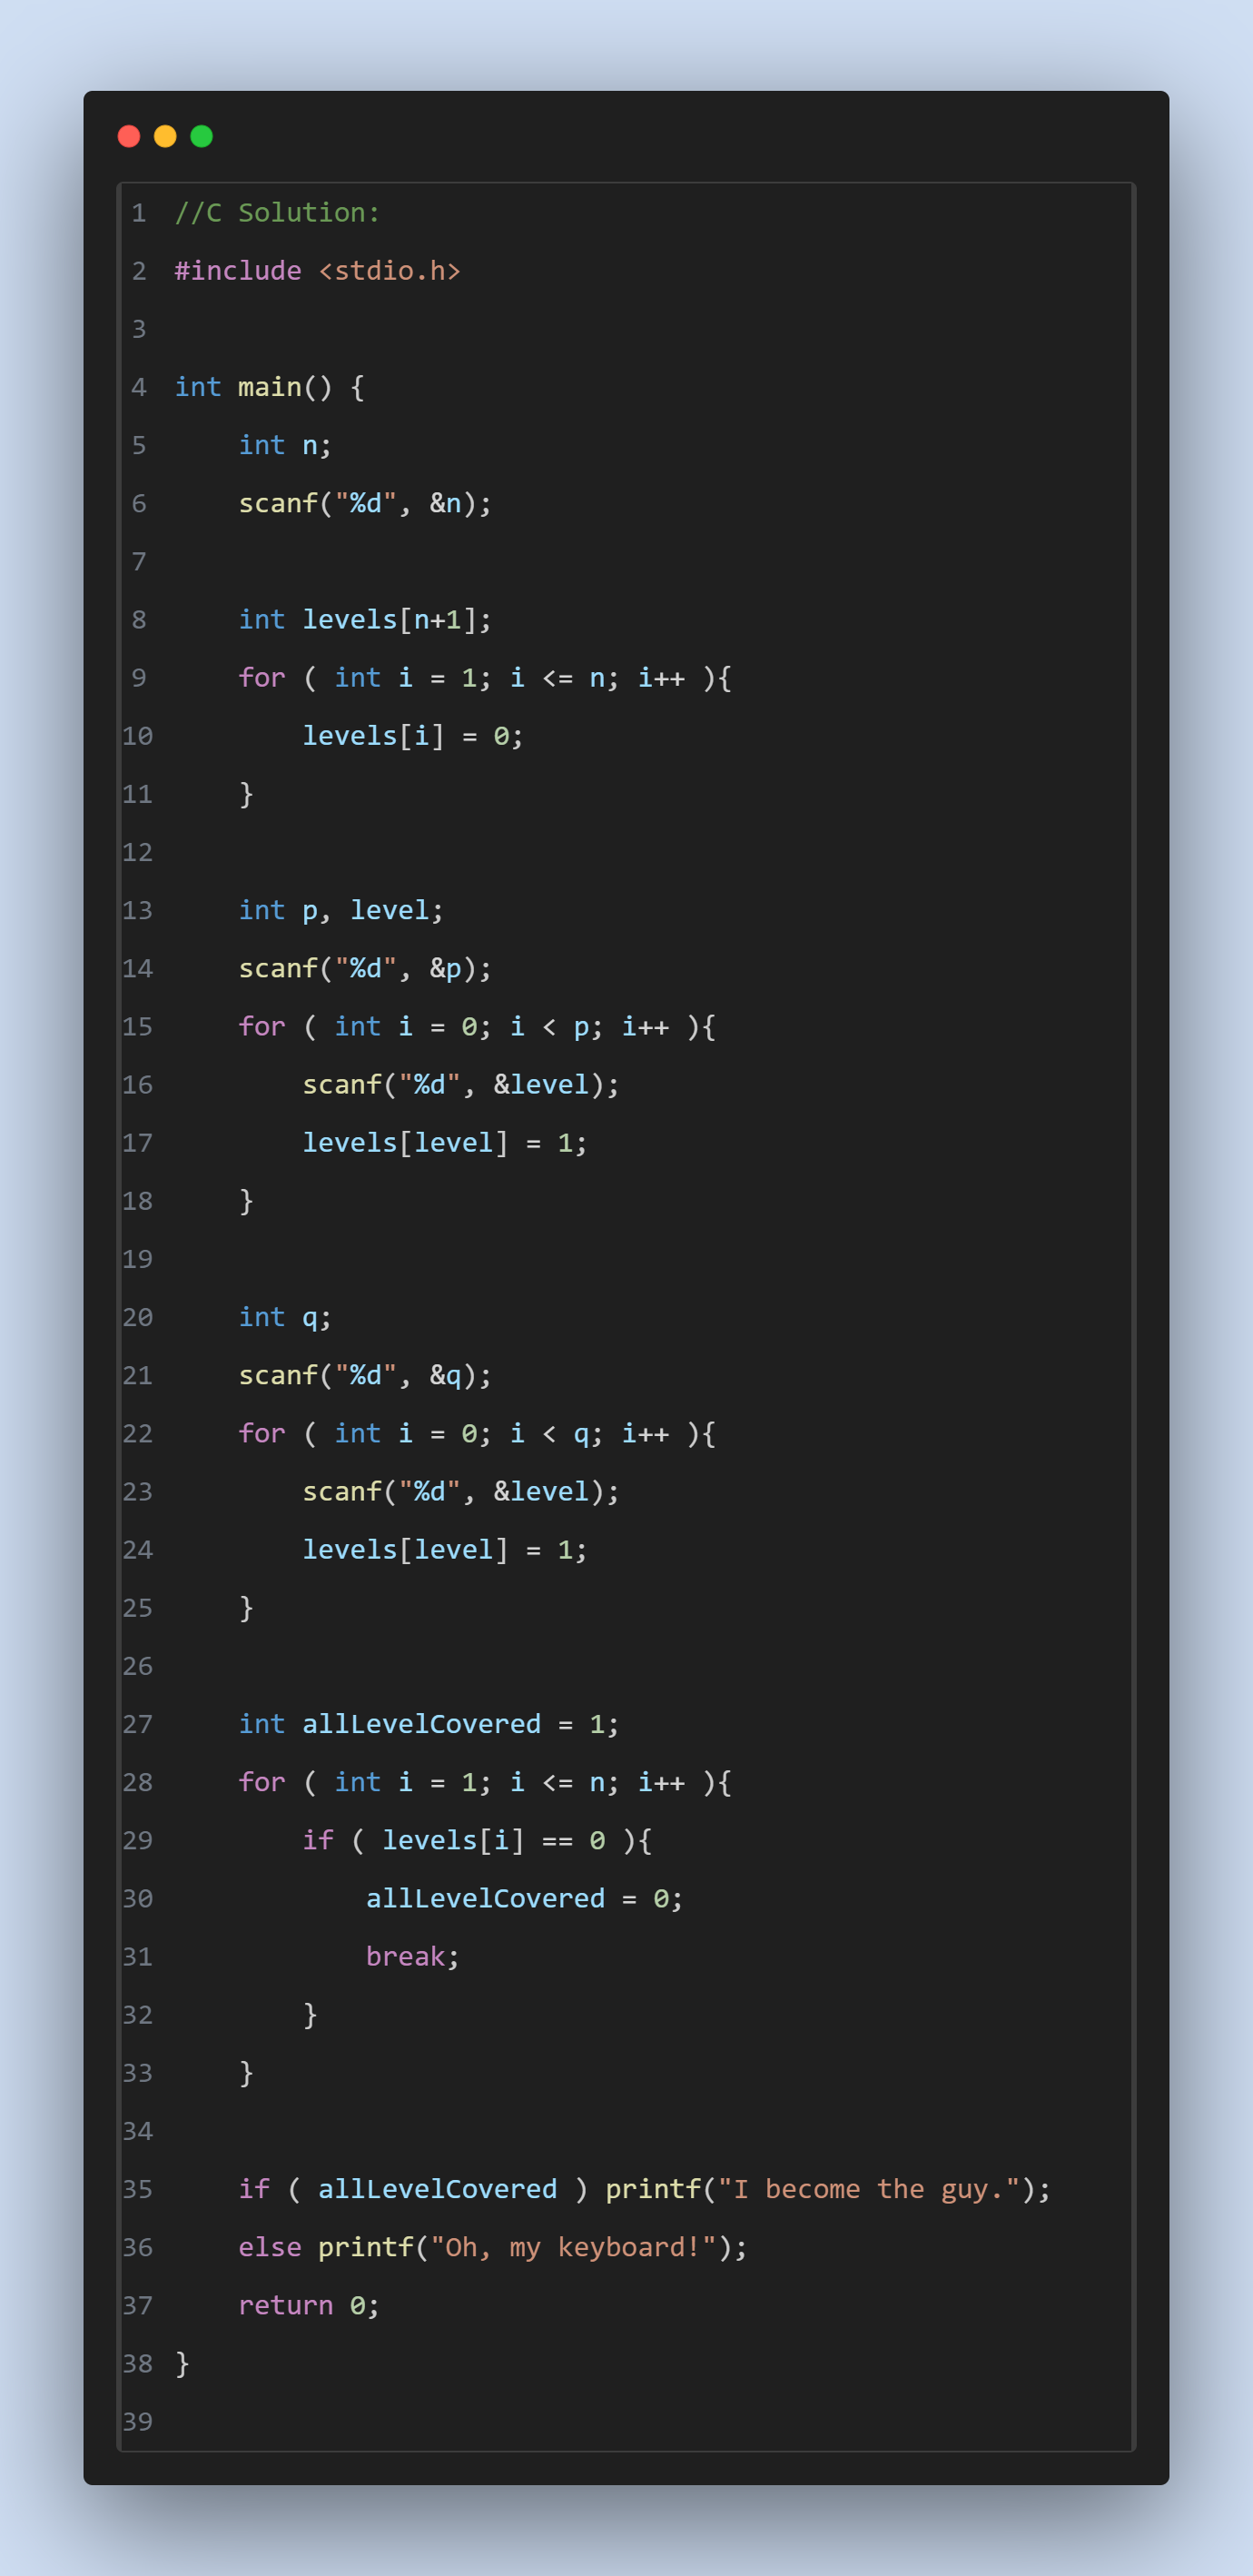 1 //C Solution:
2 #include <stdio.h>
3
4 int main() {
5     int n;
6     scanf("%d", &n);
7
8     int levels[n+1];
9     for ( int i = 1; i <= n; i++ ){
10         levels[i] = 0;
11     }
12
13     int p, level;
14     scanf("%d", &p);
15     for ( int i = 0; i < p; i++ ){
16         scanf("%d", &level);
17         levels[level] = 1;
18     }
19
20     int q;
21     scanf("%d", &q);
22     for ( int i = 0; i < q; i++ ){
23         scanf("%d", &level);
24         levels[level] = 1;
25     }
26
27     int allLevelCovered = 1;
28     for ( int i = 1; i <= n; i++ ){
29         if ( levels[i] == 0 ){
30             allLevelCovered = 0;
31             break;
32         }
33     }
34
35     if ( allLevelCovered ) printf("I become the guy.");
36     else printf("Oh, my keyboard!");
37     return 0;
38 }
39